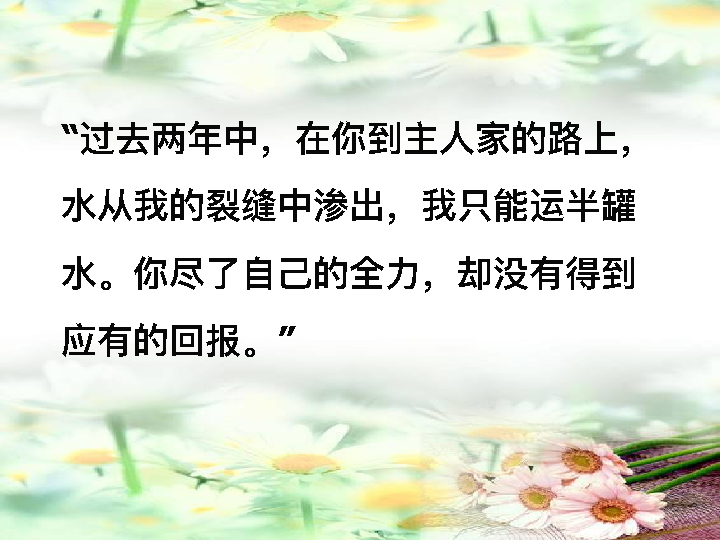 “过去两年中，在你到主人家的路上，
水从我的裂缝中渗出，我只能运半罐
水。你尽了自己的全力，却没有得到
应有的回报。”